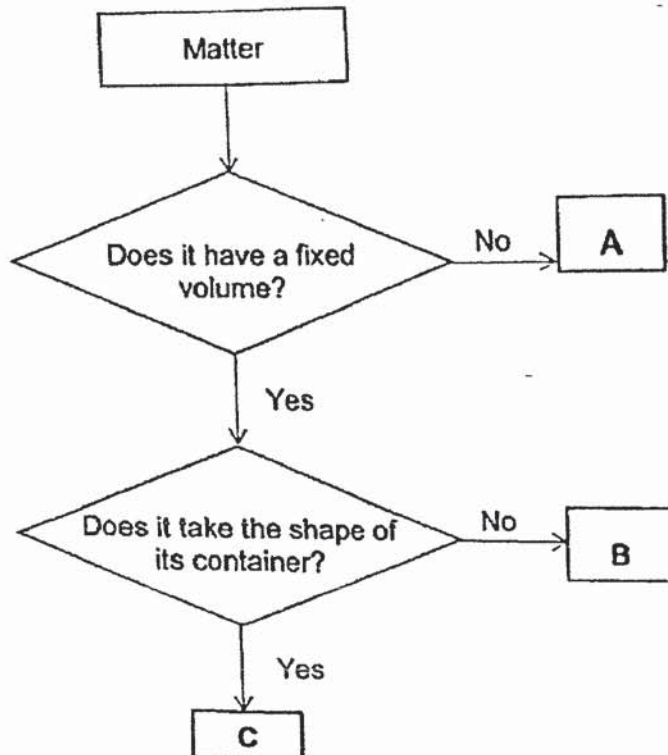 Matter
Does it have a fixed
volume?
No
A
Yes
Does it take the shape of
its container?
No
B
Yes
C